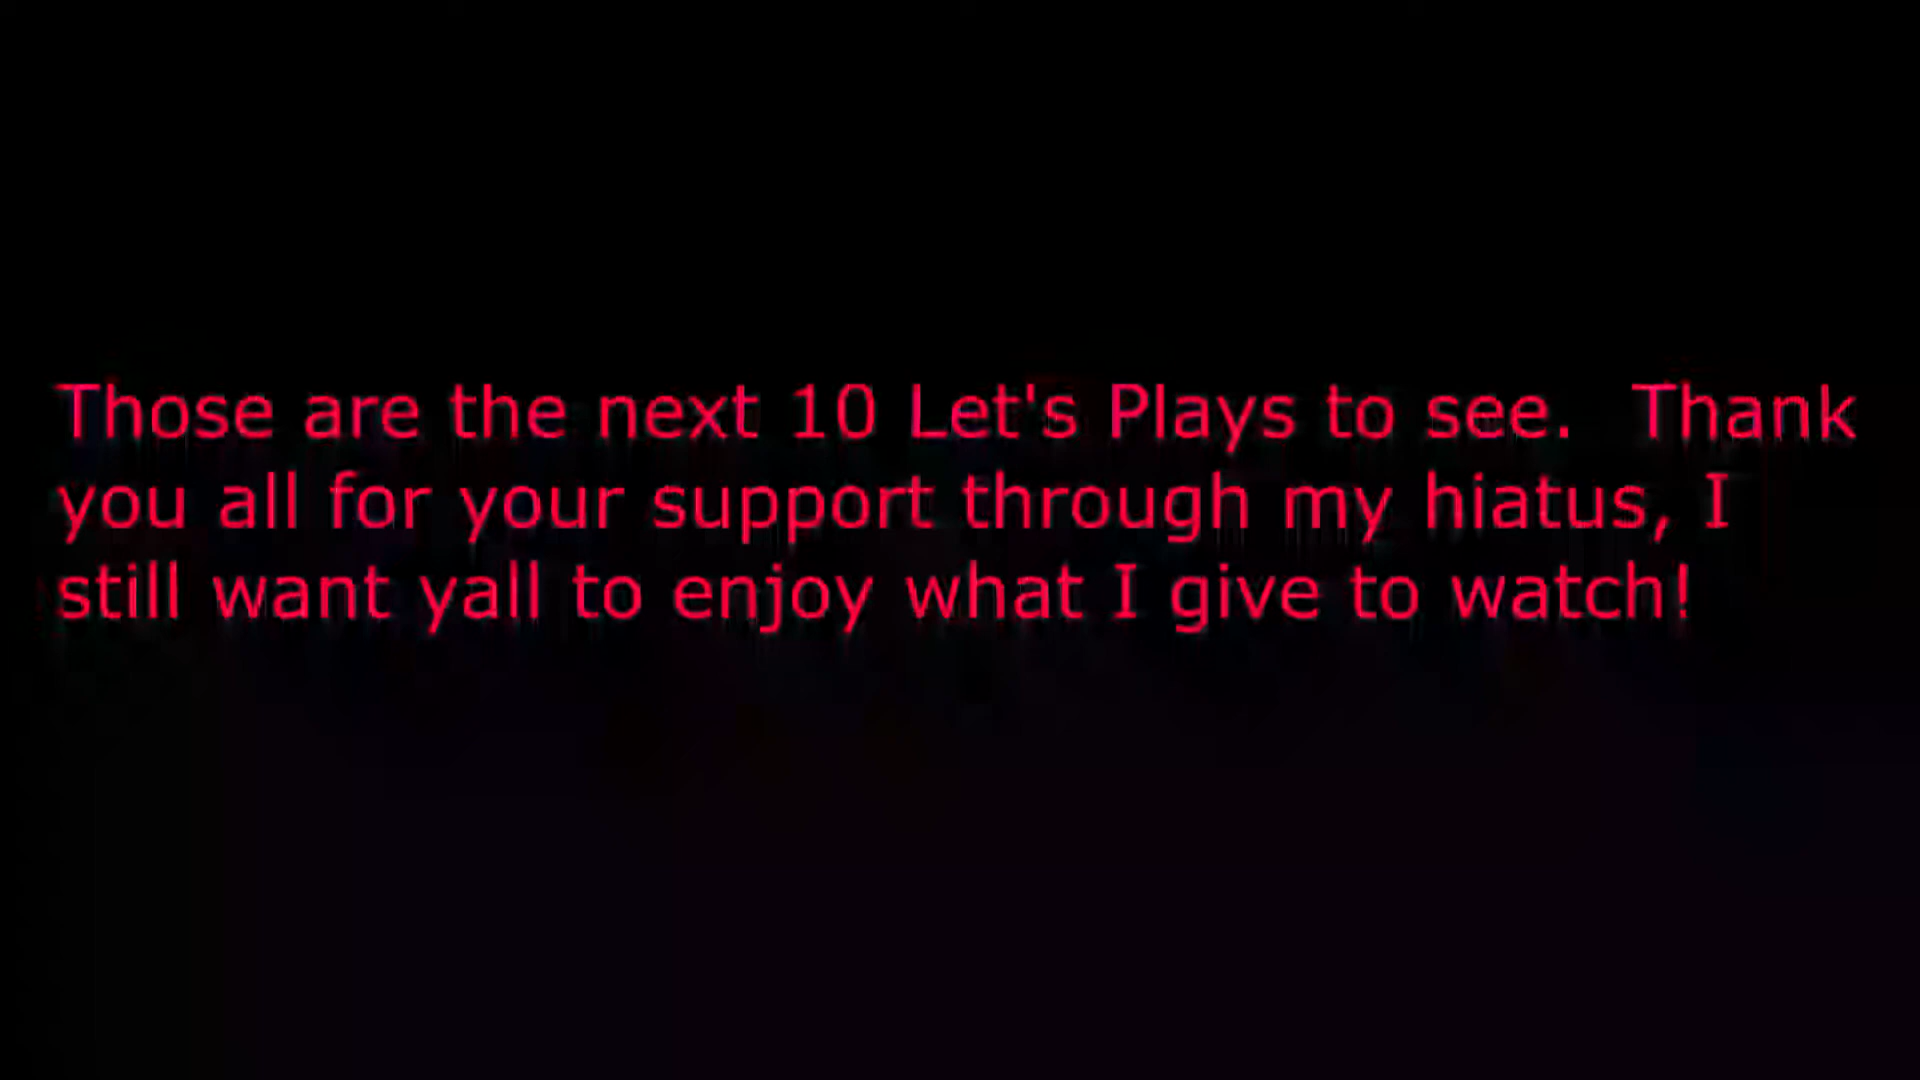 Those are the next 10 Let's Plays to see.  Thank
you all for your support through my hiatus, I
still want yall to enjoy what I give to watch!